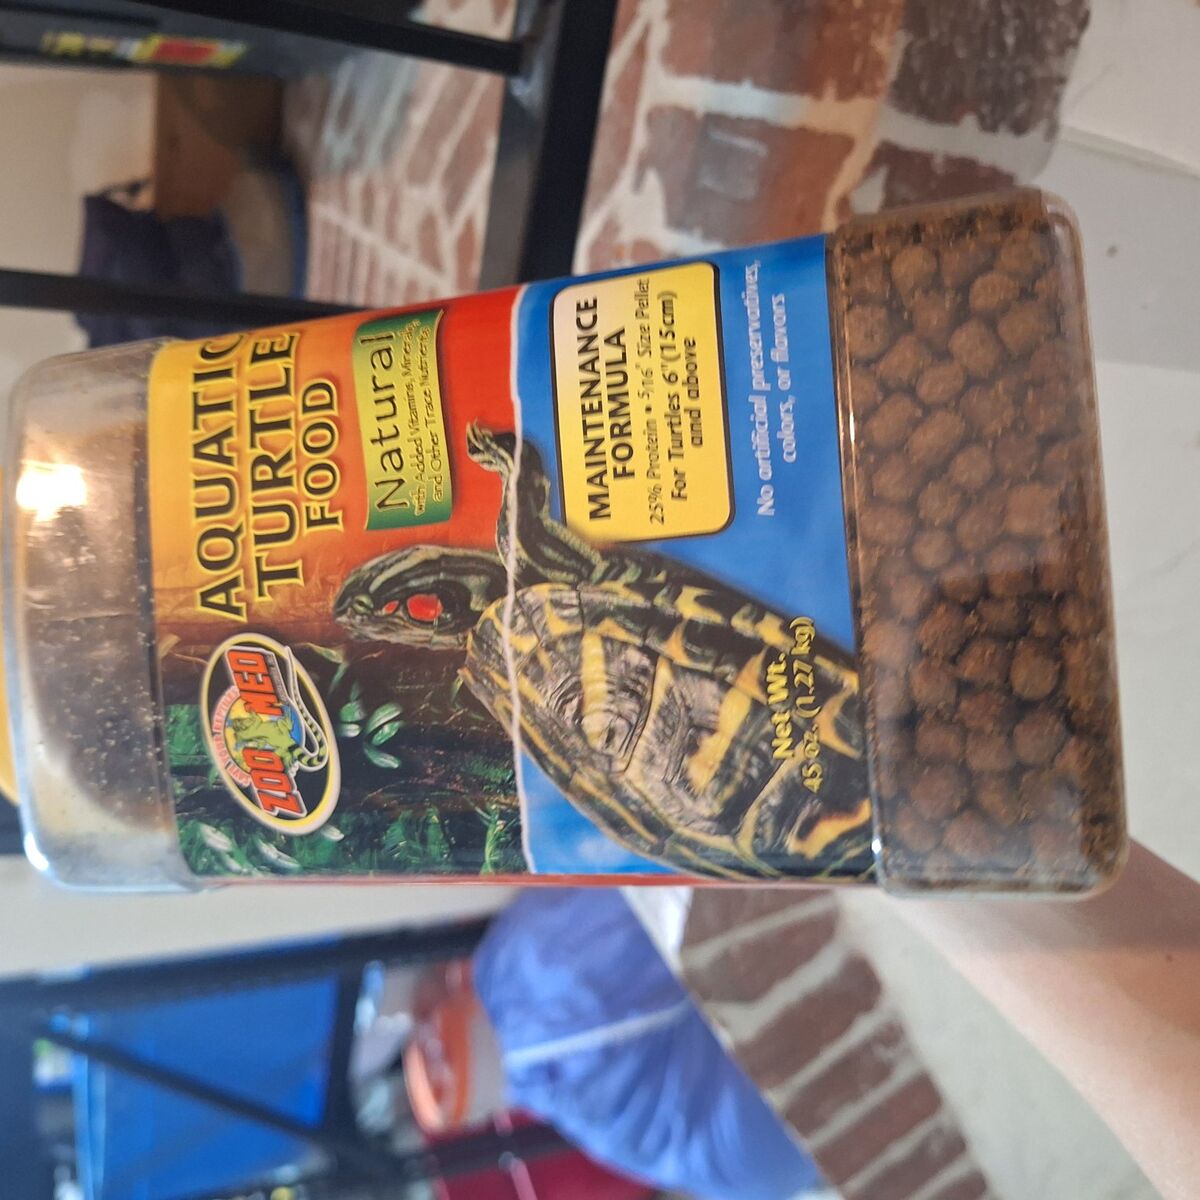 AQUATIC
TURTLE
FOOD
Natural
with Added Vitamins, Minerals,
and Other Trace Nutrients
ZOO MED
MAINTENANCE
FORMULA
25% Protein • 5/16" Size Pellet
For Turtles 6" (15 cm)
and above
No artificial preservatives,
colors, or flavors
Net Wt.
45 oz. (1.27 kg)